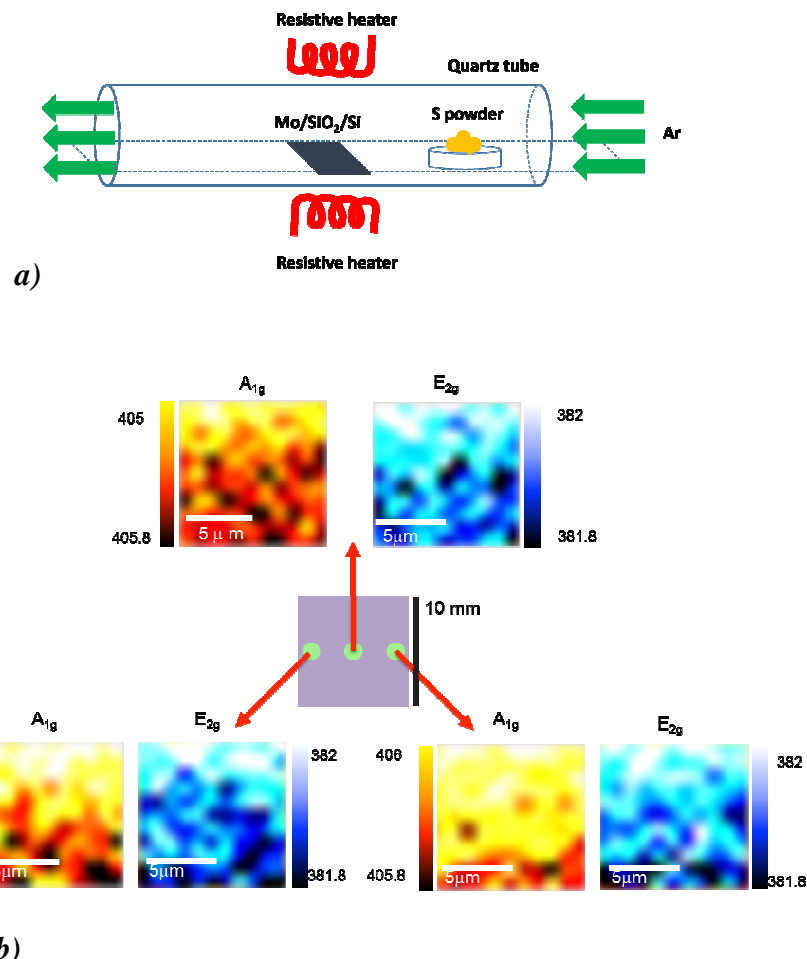 Resistive heater
Quartz tube
S powder
Mo/SIO₂/Si
Ar
Resistive heater
a)
A₁g E₂g
405 382
5 μm 5μm
405.8 381.8
10 mm
A₁g E₂g A₁g E₂g
382 406 382
μm 5μm 5μm 5μm
381.8 405.8 381.8
b)